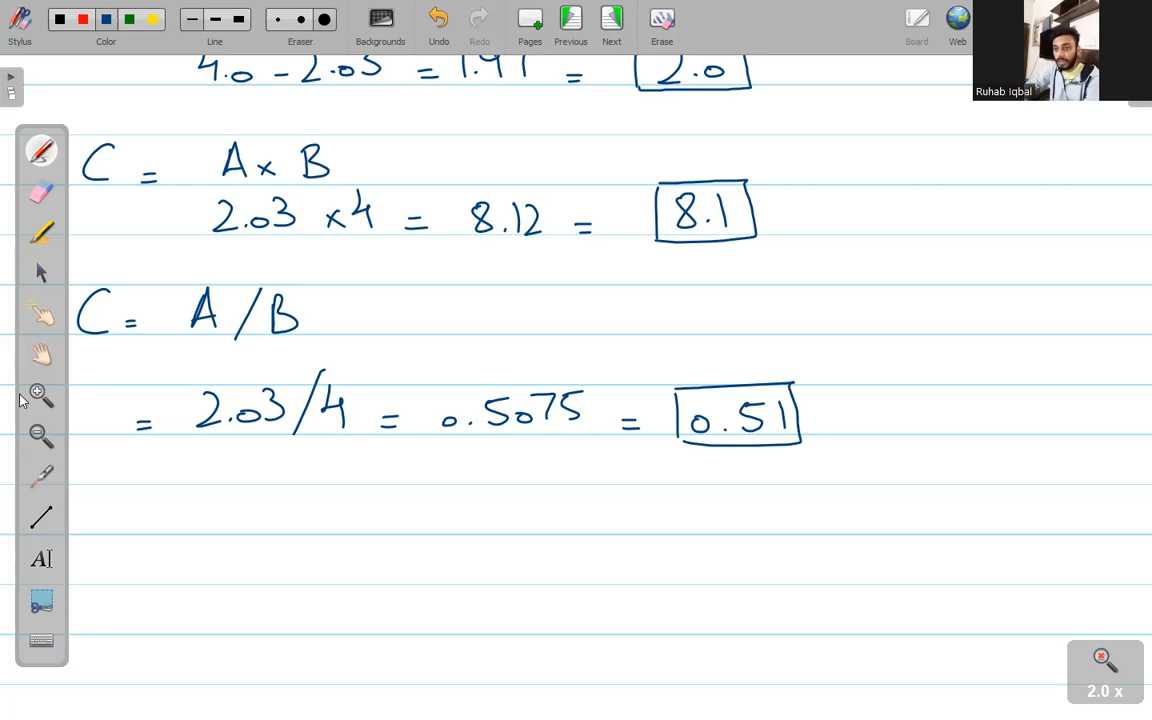 Stylus Color Line Eraser Backgrounds Undo Redo Pages Previous Next Erase Board Web
Ruhab Iqbal
4.0 - 2.03 = 1.97 = 2.0
C = A x B
2.03 x 4 = 8.12 = 8.1
C = A / B
= 2.03/4 = 0.5075 = 0.51
2.0 x